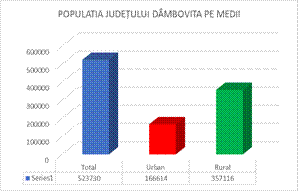 POPULATIA JUDEȚULUI DÂMBOVITA PE MEDII
600000
500000
400000
300000
200000
100000
0
Total Urban Rural
Series1 523730 166614 357116